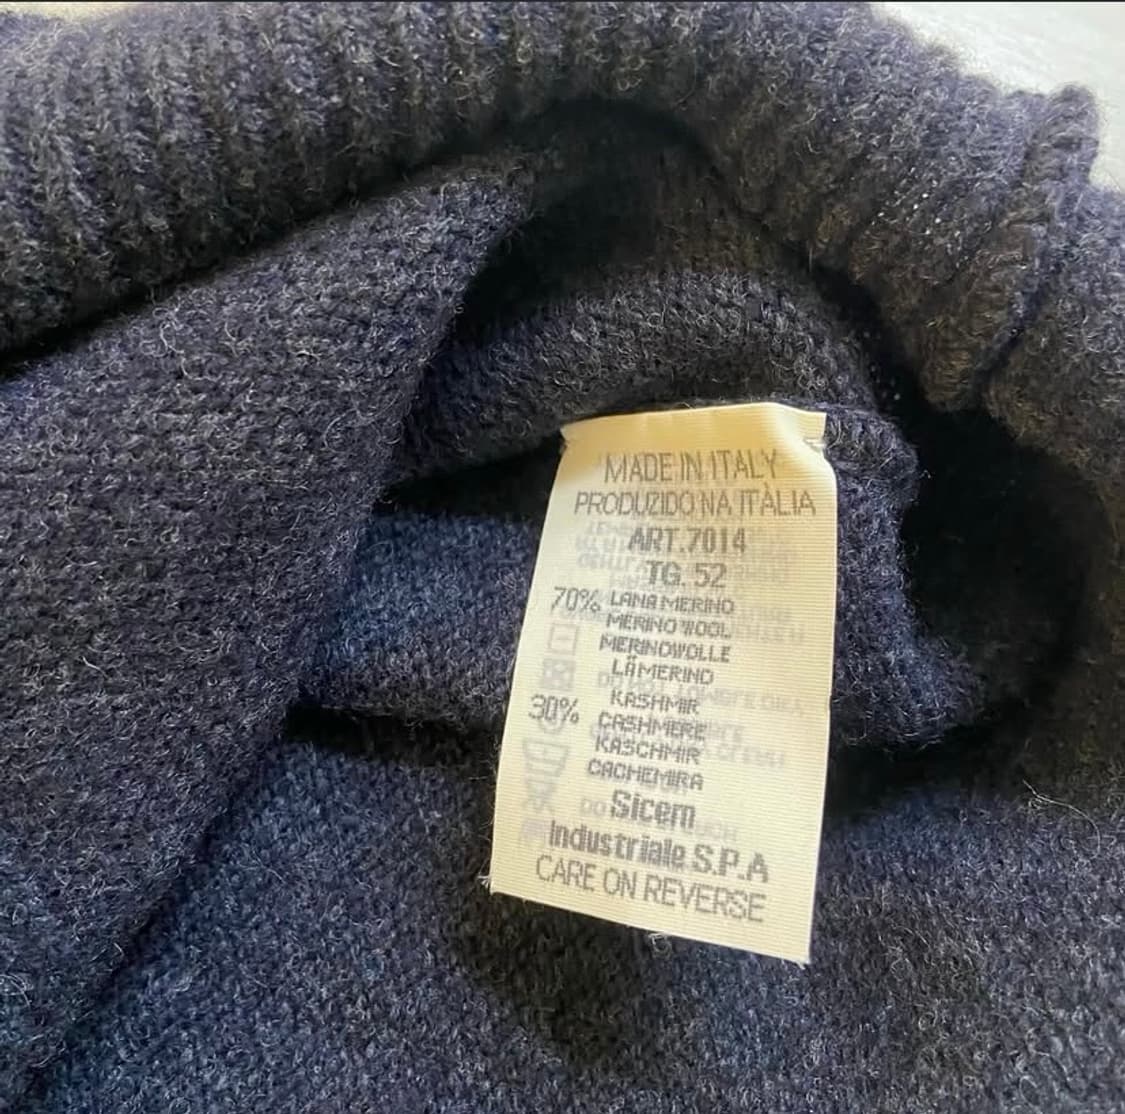 MADE IN ITALY
PRODUZIDO NA ITÀLIA
ART.7014
TG. 52
70% LANA MERINO
MERINO WOOL
MERINOWOLLE
LÃ MERINO
KASHMIR
30% CASHMERE
KASCHMIR
CACHEMIRA
Sicem
Industriale S.P.A
CARE ON REVERSE